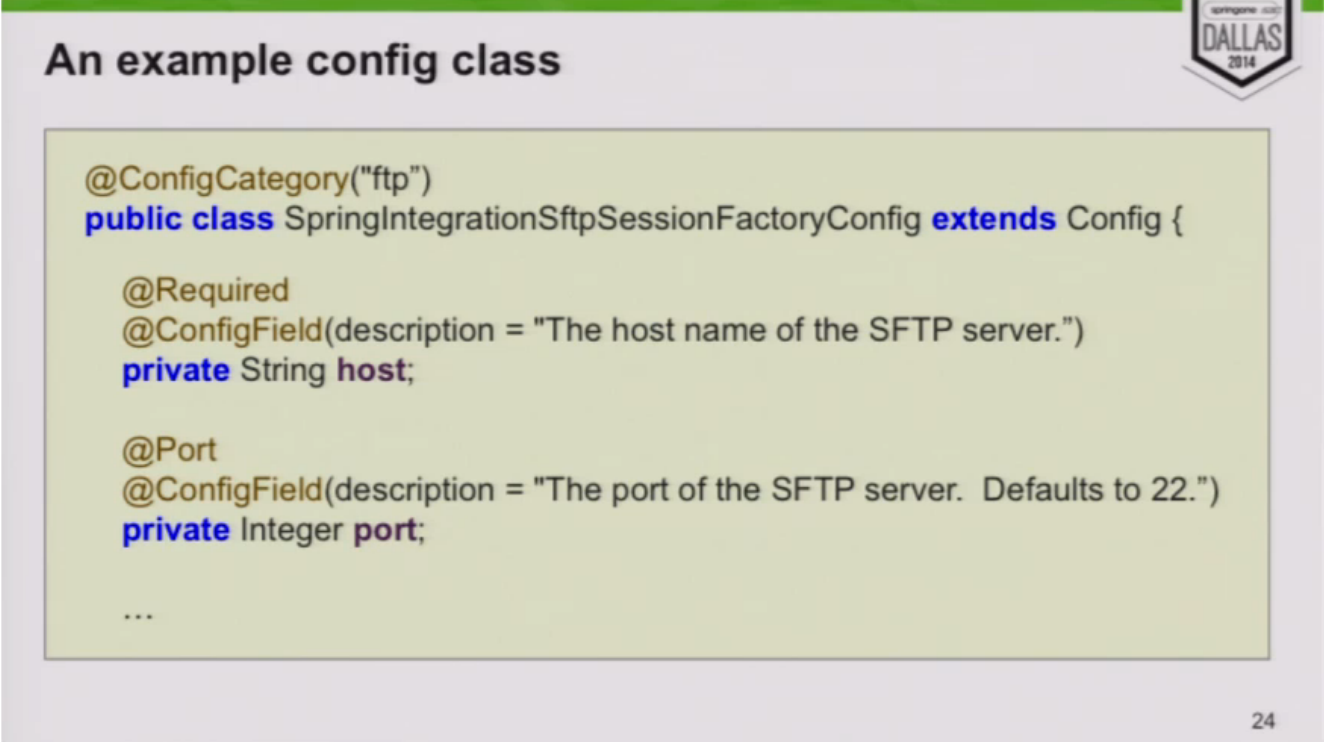 springone
DALLAS
2014
An example config class
@ConfigCategory("ftp”)
public class SpringIntegrationSftpSessionFactoryConfig extends Config {
@Required
@ConfigField(description = "The host name of the SFTP server.”)
private String host;
@Port
@ConfigField(description = "The port of the SFTP server.  Defaults to 22.”)
private Integer port;
...
24